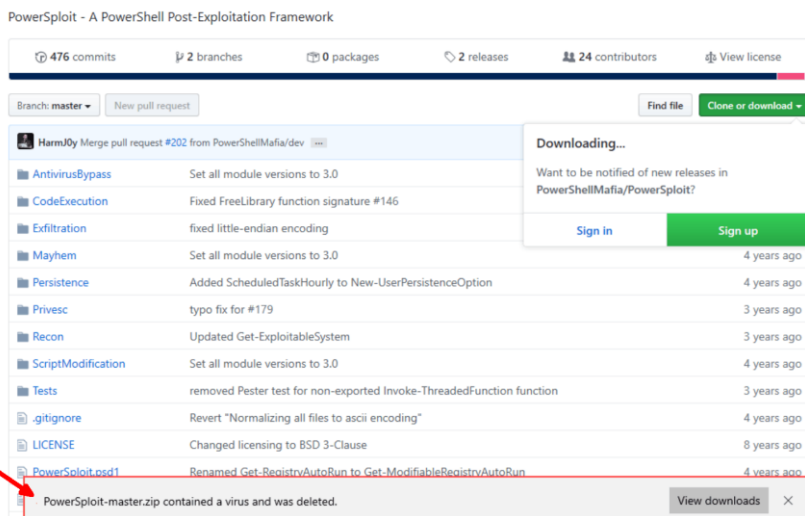 PowerSploit - A PowerShell Post-Exploitation Framework
476 commits 2 branches 0 packages 2 releases 24 contributors View license
Branch: master New pull request Find file Clone or download
HarmJ0y Merge pull request #202 from PowerShellMafia/dev ...
Downloading...
Want to be notified of new releases in
PowerShellMafia/PowerSploit?
Sign in Sign up
AntivirusBypass Set all module versions to 3.0
CodeExecution Fixed FreeLibrary function signature #146
Exfiltration fixed little-endian encoding
Mayhem Set all module versions to 3.0 4 years ago
Persistence Added ScheduledTaskHourly to New-UserPersistenceOption 4 years ago
Privesc typo fix for #179 3 years ago
Recon Updated Get-ExploitableSystem 3 years ago
ScriptModification Set all module versions to 3.0 4 years ago
Tests removed Pester test for non-exported Invoke-ThreadedFunction function 3 years ago
.gitignore Revert "Normalizing all files to ascii encoding" 4 years ago
LICENSE Changed licensing to BSD 3-Clause 8 years ago
PowerSploit.psd1 Renamed Get-RegistryAutoRun to Get-ModifiableRegistryAutoRun 4 years ago
PowerSploit-master.zip contained a virus and was deleted. View downloads